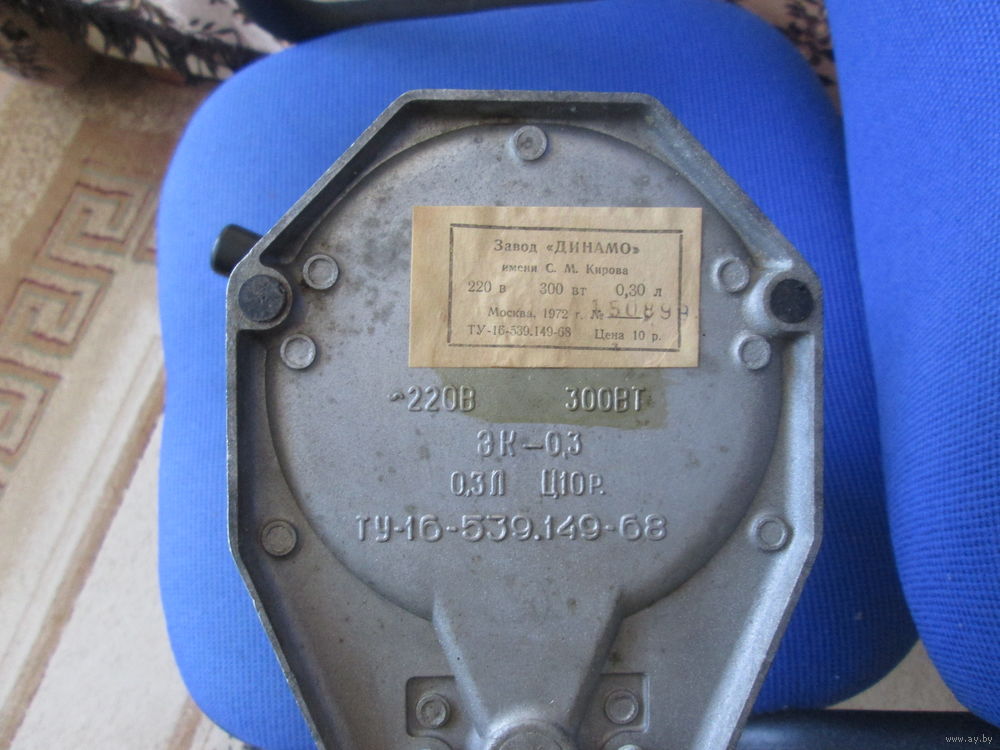 Завод «ДИНАМО»
имени С. М. Кирова
220 в 300 вт 0,30 л
Москва, 1972 г. № 150899
ТУ-16-539.149-68 Цена 10 р.
~220В 300ВТ
ЭК-0,3
0,3Л Ц10Р.
ТУ-16-539.149-68
www.ay.by